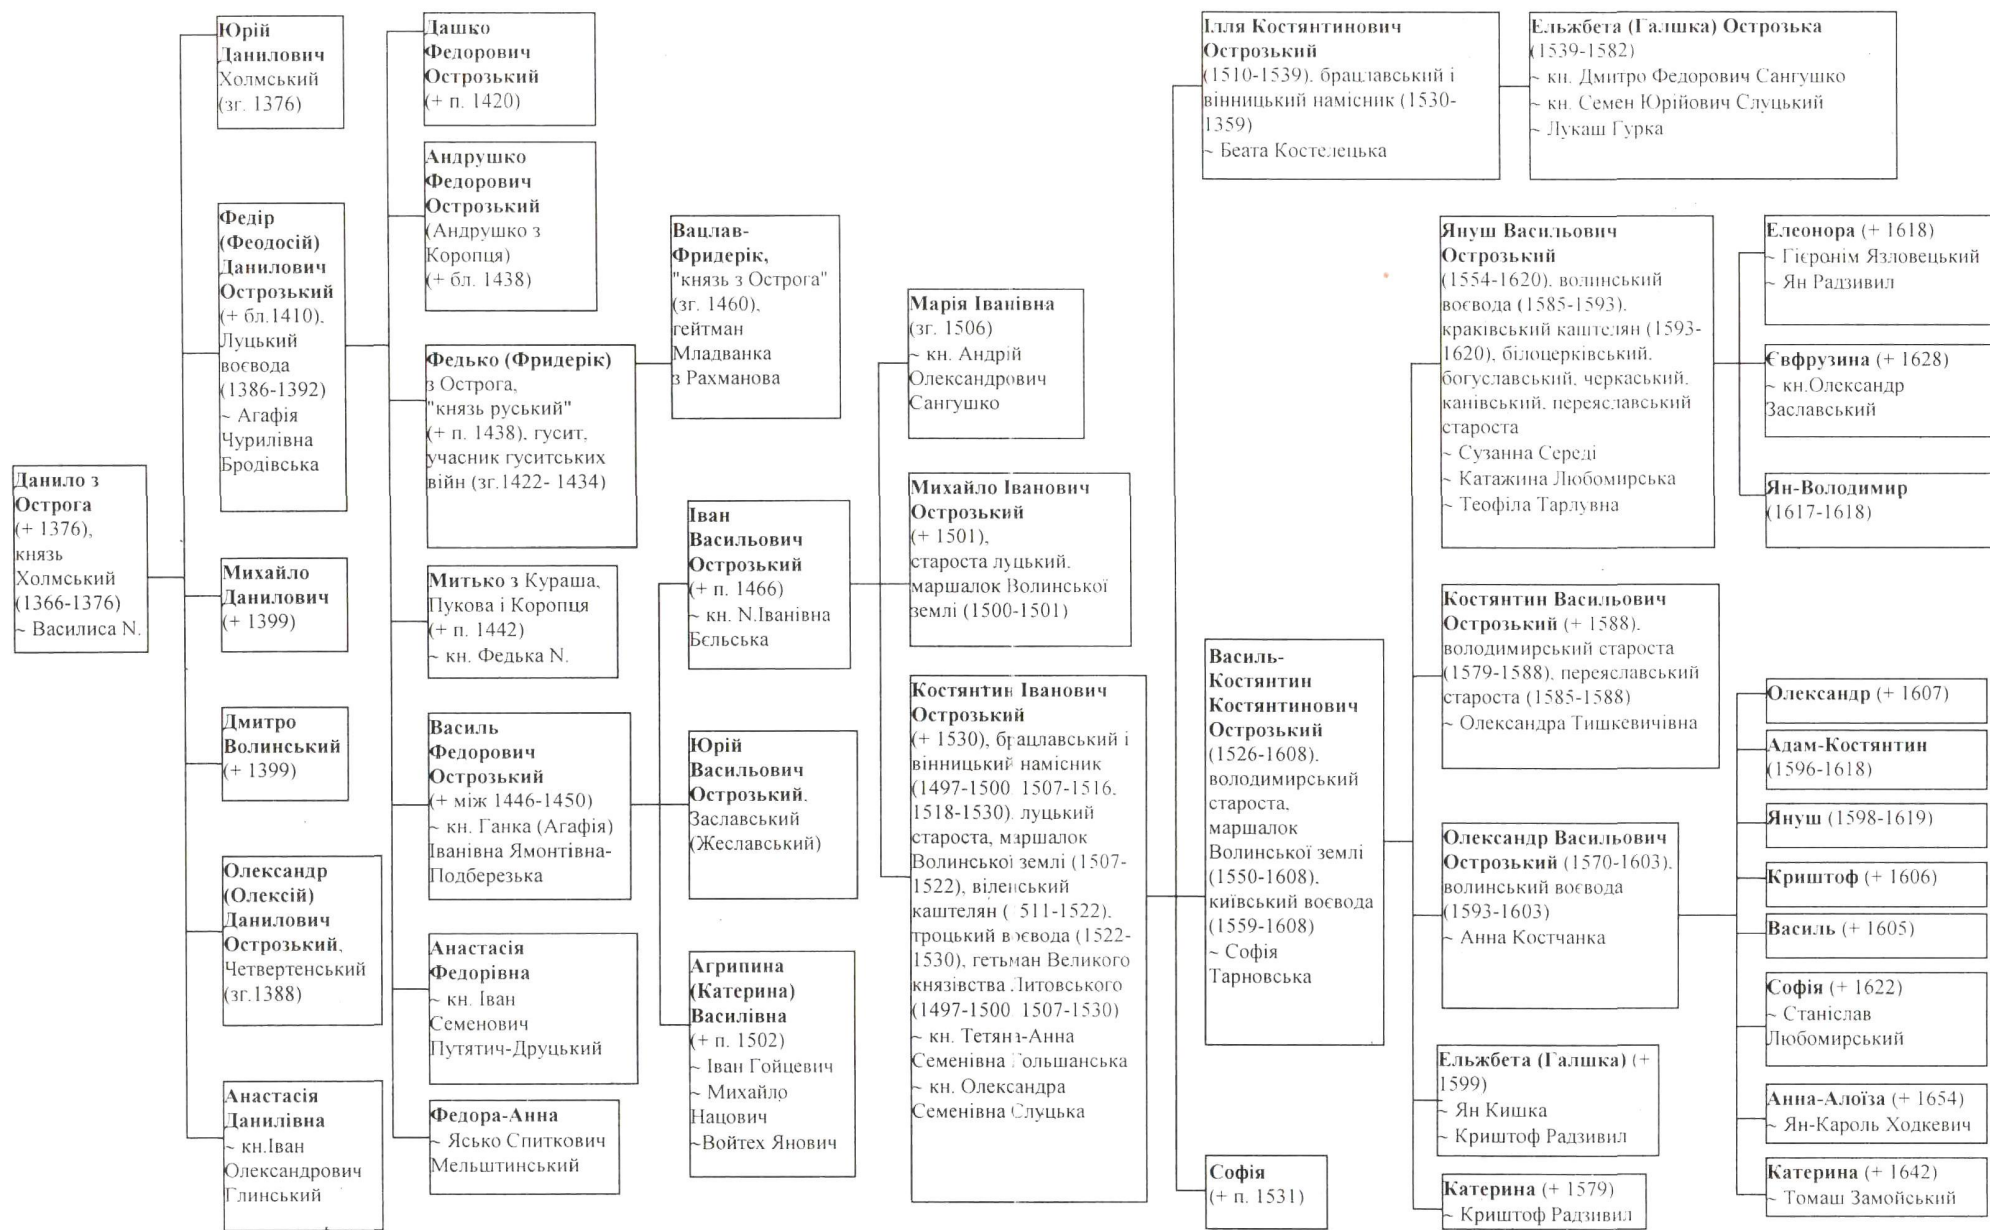 Данило з
Острога
(+ 1376),
князь
Холмський
(1366-1376)
~ Василиса N.
Юрій
Данилович
Холмський
(зг. 1376)
Федір
(Феодосій)
Данилович
Острозький
(+ бл.1410),
Луцький
воєвода
(1386-1392)
~ Агафія
Чурилівна
Бродівська
Михайло
Данилович
(+ 1399)
Дмитро
Волинський
(+ 1399)
Олександр
(Олексій)
Данилович
Острозький,
Четвертенський
(зг.1388)
Анастасія
Данилівна
~ кн.Іван
Олександрович
Глинський
Дашко
Федорович
Острозький
(+ п. 1420)
Андрушко
Федорович
Острозький
(Андрушко з
Коропця)
(+ бл. 1438)
Федько (Фридерік)
з Острога,
"князь руський"
(+ п. 1438), гусит,
учасник гуситських
війн (зг.1422- 1434)
Митько з Кураша,
Пукова і Коропця
(+ п. 1442)
~ кн. Федька N.
Василь
Федорович
Острозький
(+ між 1446-1450)
~ кн. Ганка (Агафія)
Іванівна Ямонтівна-
Подберезька
Анастасія
Федорівна
~ кн. Іван
Семенович
Путятич-Друцький
Федора-Анна
~ Ясько Спиткович
Мельштинський
Вацлав-
Фридерік,
"князь з Острога"
(зг. 1460),
гейтман
Младванка
з Рахманова
Іван
Васильович
Острозький
(+ п. 1466)
~ кн. N.Іванівна
Бєльська
Юрій
Васильович
Острозький,
Заславський
(Жеславський)
Агрипина
(Катерина)
Василівна
(+ п. 1502)
~ Іван Гойцевич
~ Михайло
Нацович
~Войтех Янович
Марія Іванівна
(зг. 1506)
~ кн. Андрій
Олександрович
Сангушко
Михайло Іванович
Острозький
(+ 1501),
староста луцький,
маршалок Волинської
землі (1500-1501)
Костянтин Іванович
Острозький
(+ 1530), брацлавський і
вінницький намісник
(1497-1500, 1507-1516,
1518-1530), луцький
староста, маршалок
Волинської землі (1507-
1522), віленський
каштелян (1511-1522),
троцький воєвода (1522-
1530), гетьман Великого
князівства Литовського
(1497-1500, 1507-1530)
~ кн. Тетяна-Анна
Семенівна Гольшанська
~ кн. Олександра
Семенівна Слуцька
Ілля Костянтинович
Острозький
(1510-1539), брацлавський і
вінницький намісник (1530-
1359)
~ Беата Костелецька
Василь-
Костянтин
Костянтинович
Острозький
(1526-1608),
володимирський
староста,
маршалок
Волинської землі
(1550-1608),
київський воєвода
(1559-1608)
~ Софія
Тарновська
Софія
(+ п. 1531)
Ельжбета (Галшка) Острозька
(1539-1582)
~ кн. Дмитро Федорович Сангушко
~ кн. Семен Юрійович Слуцький
~ Лукаш Гурка
Януш Васильович
Острозький
(1554-1620), волинський
воєвода (1585-1593),
краківський каштелян (1593-
1620), білоцерківський,
богуславський, черкаський,
канівський, переяславський
староста
~ Сузанна Середі
~ Катажина Любомирська
~ Теофіла Тарлувна
Костянтин Васильович
Острозький (+ 1588),
володимирський староста
(1579-1588), переяславський
староста (1585-1588)
~ Олександра Тишкевичівна
Олександр Васильович
Острозький (1570-1603),
волинський воєвода
(1593-1603)
~ Анна Костчанка
Ельжбета (Галшка) (+
1599)
~ Ян Кишка
~ Криштоф Радзивил
Катерина (+ 1579)
~ Криштоф Радзивил
Елеонора (+ 1618)
~ Гієронім Язловецький
~ Ян Радзивил
Євфрузина (+ 1628)
~ кн.Олександр
Заславський
Ян-Володимир
(1617-1618)
Олександр (+ 1607)
Адам-Костянтин
(1596-1618)
Януш (1598-1619)
Криштоф (+ 1606)
Василь (+ 1605)
Софія (+ 1622)
~ Станіслав
Любомирський
Анна-Алоїза (+ 1654)
~ Ян-Кароль Ходкевич
Катерина (+ 1642)
~ Томаш Замойський